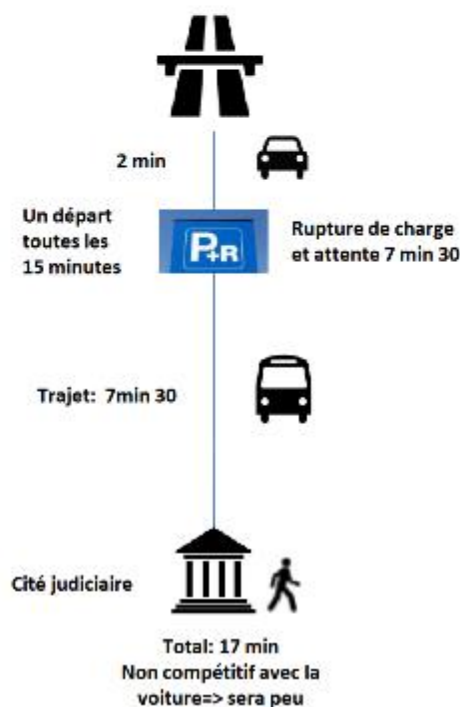 2 min
Un départ
toutes les
15 minutes
P+R
Rupture de charge
et attente 7 min 30
Trajet: 7min 30
Cité judiciaire
Total: 17 min
Non compétitif avec la
voiture=> sera peu